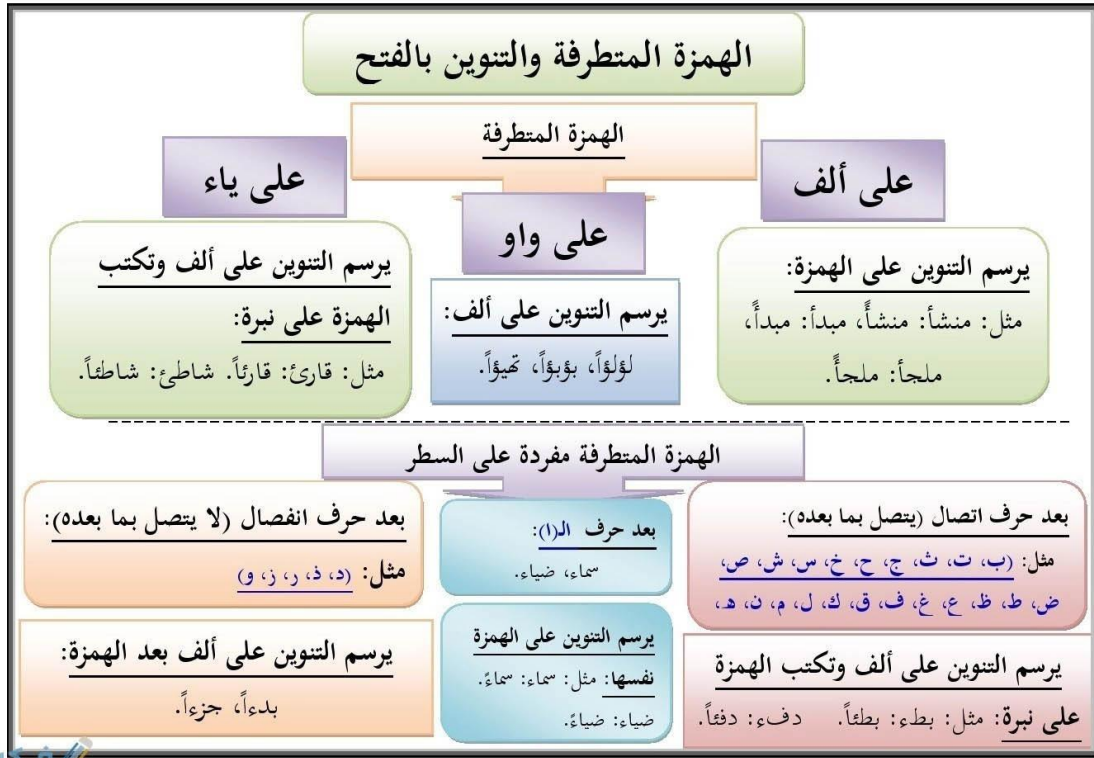 الهمزة المتطرفة والتنوين بالفتح
الهمزة المتطرفة
على ألف
يرسم التنوين على الهمزة:
مثل: منشأ: منشأً، مبدأ: مبدأً،
ملجأ: ملجأً.
على واو
يرسم التنوين على ألف:
لؤلؤاً، بؤبؤاً، تهيؤاً.
على ياء
يرسم التنوين على ألف وتكتب
الهمزة على نبرة:
مثل: قارئ: قارئاً. شاطئ: شاطئاً.
الهمزة المتطرفة مفردة على السطر
بعد حرف اتصال (يتصل بما بعده):
مثل: (ب، ت، ث، ج، ح، خ، س، ش، ص،
ض، ط، ظ، ع، غ، ف، ق، ك، ل، م، ن، هـ،
يرسم التنوين على ألف وتكتب الهمزة
على نبرة: مثل: بطء: بطئاً. دفء: دفئاً.
بعد حرف الـ(ا):
سماء، ضياء.
يرسم التنوين على الهمزة
نفسها: مثل: سماء: سماءً.
ضياء: ضياءً.
بعد حرف انفصال (لا يتصل بما بعده):
مثل: (د، ذ، ر، ز، و)
يرسم التنوين على ألف بعد الهمزة:
بدءاً، جزءاً.